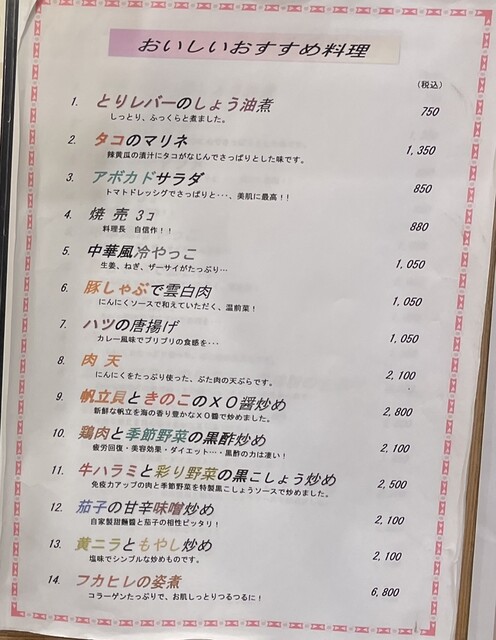 おいしいおすすめ料理
(税込)
1. とりレバーのしょう油煮 750
しっとり、ふっくらと煮ました。
2. タコのマリネ 1,350
辣黄瓜の漬汁にタコがなじんでさっぱりとした味です。
3. アボカドサラダ 850
トマトドレッシグでさっぱりと・・・、美肌に最高！！
4. 焼売 3コ 880
料理長 自信作！！
5. 中華風冷やっこ 1,050
生姜、ねぎ、ザーサイがたっぷり…
6. 豚しゃぶで雲白肉 1,050
にんにくソースで和えていただく、温前菜！
7. ハツの唐揚げ 1,050
カレー風味でプリプリの食感を・・・
8. 肉天 2,100
にんにくをたっぷり使った、ぶた肉の天ぷらです。
9. 帆立貝ときのこのXO醤炒め 2,800
新鮮な帆立を海の香り豊かなXO醤で炒めました。
10. 鶏肉と季節野菜の黒酢炒め 2,100
疲労回復・美容効果・ダイエット…・黒酢の力は凄い！
11. 牛ハラミと彩り野菜の黒こしょう炒め 2,500
免疫力アップの肉と季節野菜を特製黒こしょうソースで炒めました。
12. 茄子の甘辛味噌炒め 2,100
自家製甜麺醤と茄子の相性ピッタリ！
13. 黄ニラともやし炒め 2,100
塩味でシンプルな炒めものです。
14. フカヒレの姿煮 6,800
コラーゲンたっぷりで、お肌しっとりつるつるに！